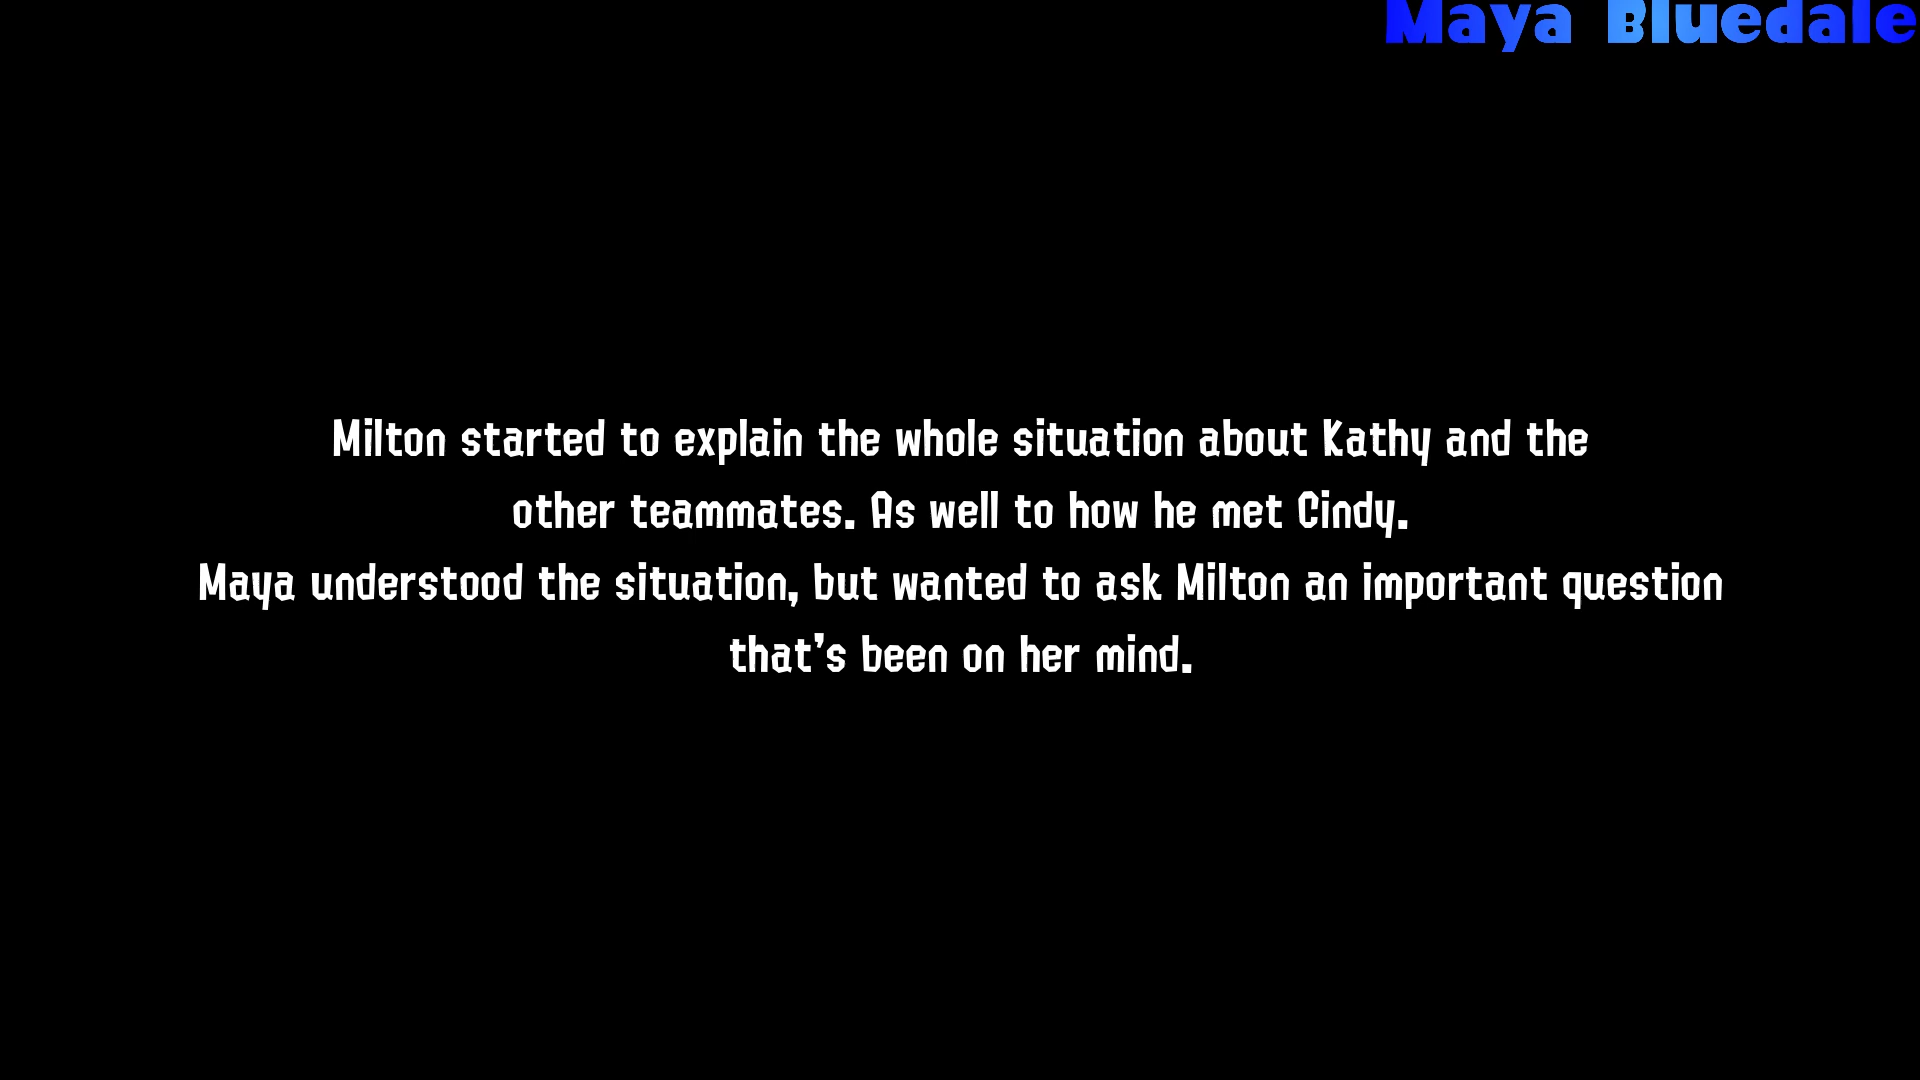 Maya Bluedale
Milton started to explain the whole situation about Kathy and the
other teammates. As well to how he met Cindy.
Maya understood the situation, but wanted to ask Milton an important question
that's been on her mind.